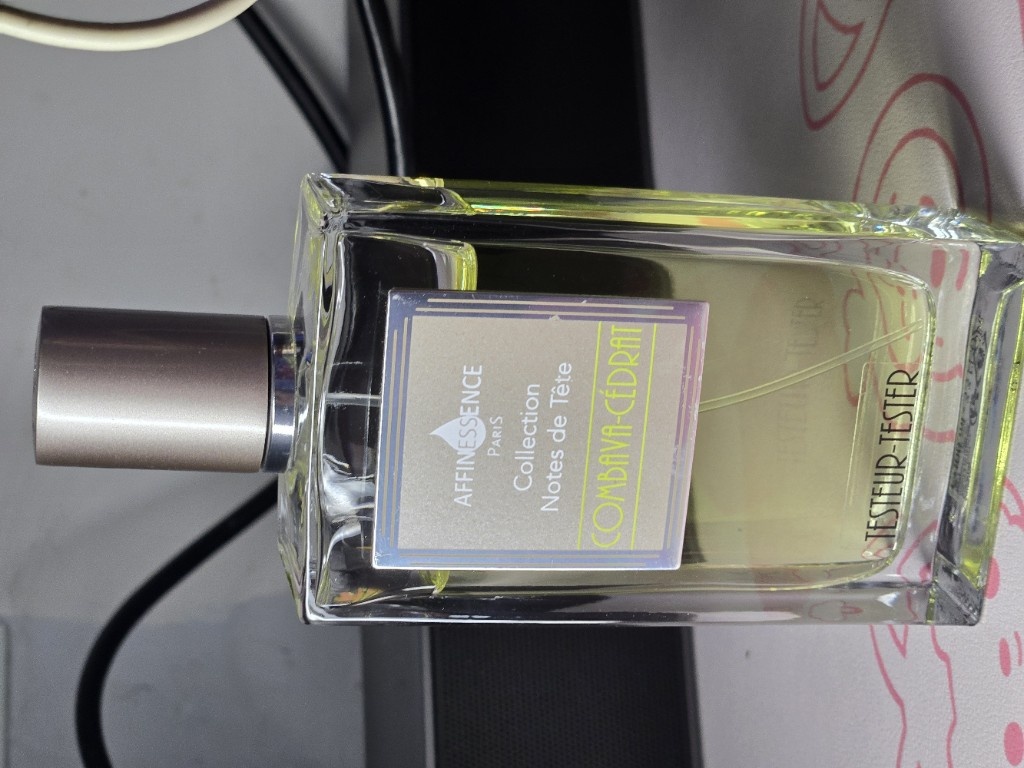 AFFINESSENCE
PARIS
Collection
Notes de Tête
COMBAVA-CÉDRAT
TESTEUR-TESTER